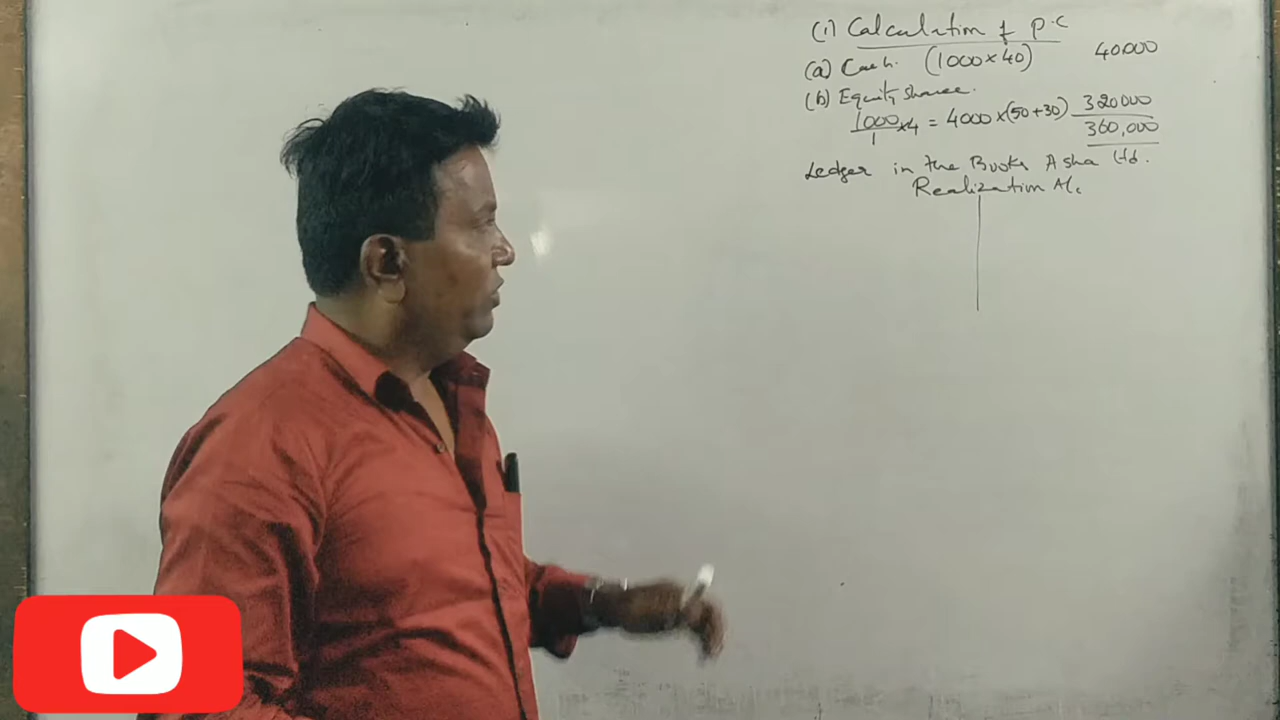 (1) Calculation of P.C
(a) Cash. (1000×40) 40000
(b) Equity shares.
1000/1 ×4 = 4000×(50+30) 320000
360,000
Ledger in the Books Asha Ltd.
Realization A/c